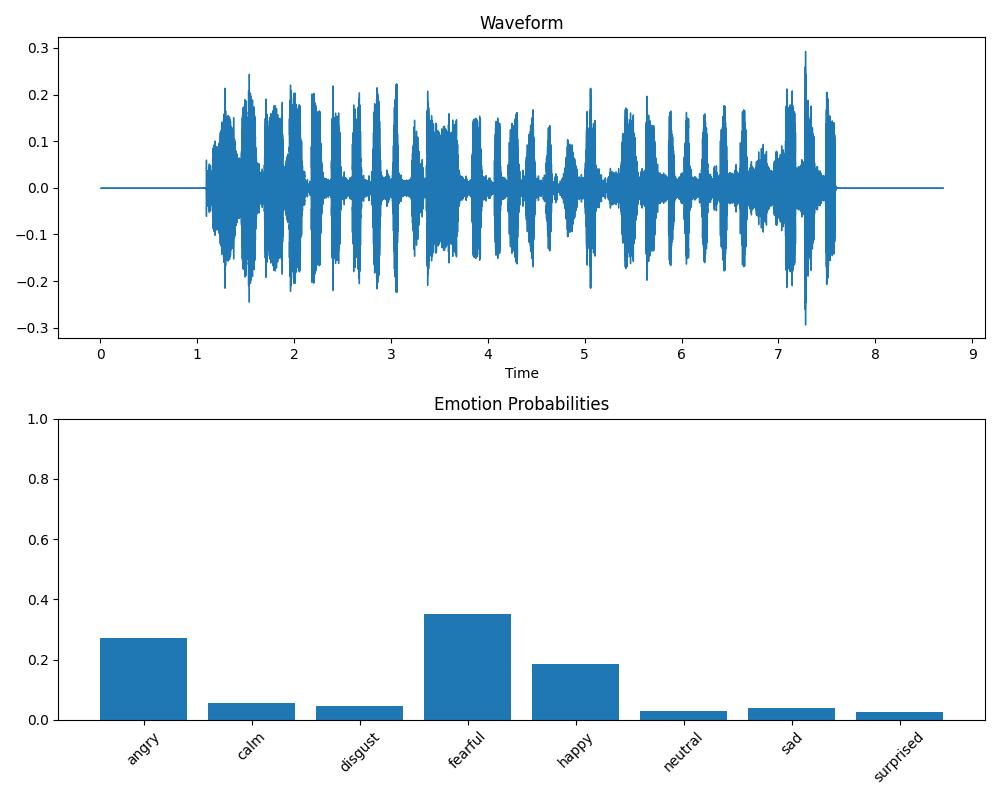 Waveform
0.3
0.2
0.1
0.0
−0.1
−0.2
−0.3
0 1 2 3 4 5 6 7 8 9
Time
Emotion Probabilities
1.0
0.8
0.6
0.4
0.2
0.0
angry calm disgust fearful happy neutral sad surprised